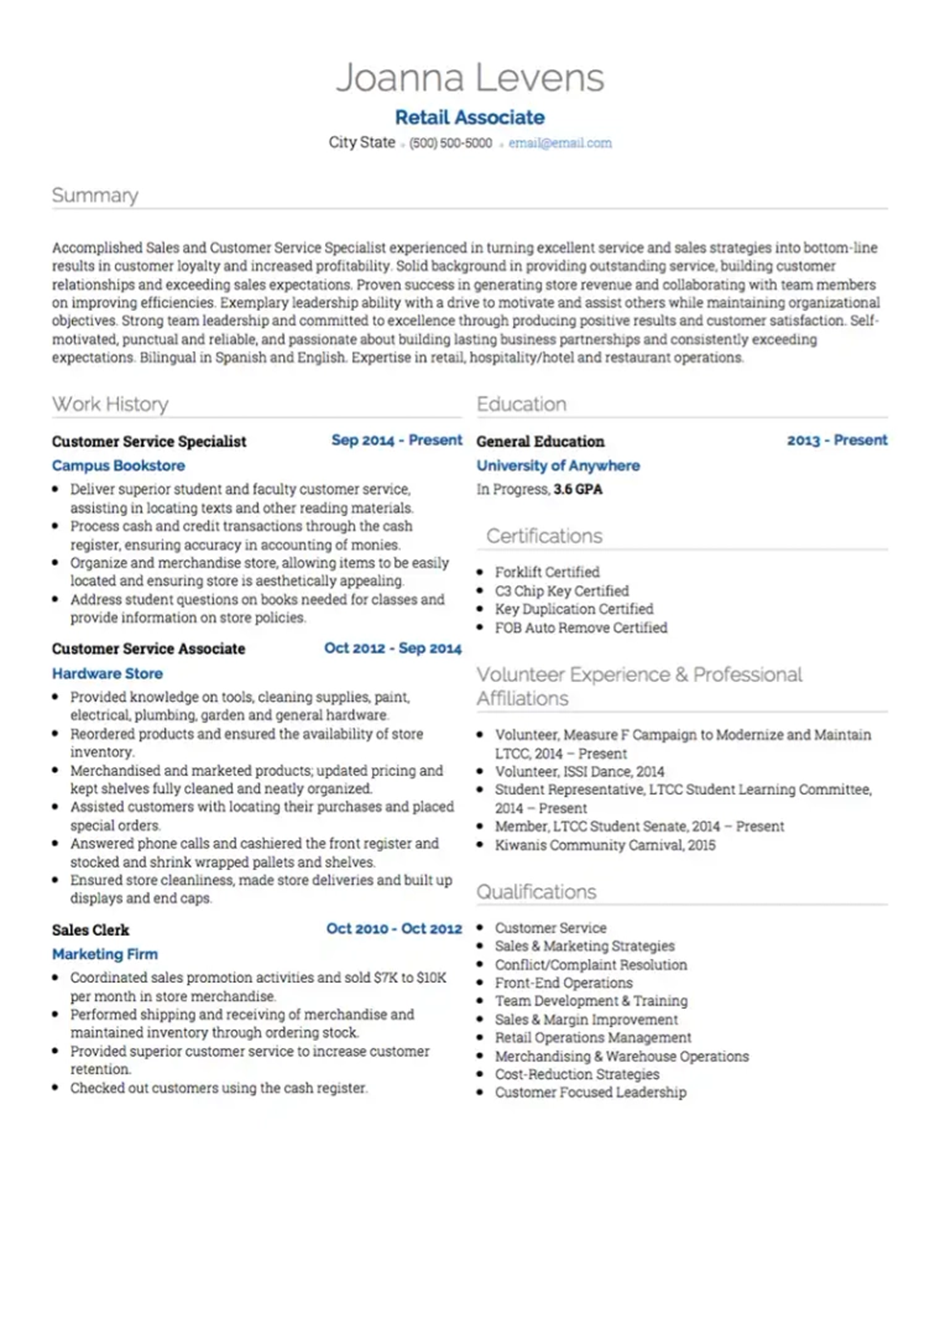 Joanna Levens
Retail Associate
City State • (500) 500-5000 • email@email.com
Summary
Accomplished Sales and Customer Service Specialist experienced in turning excellent service and sales strategies into bottom-line
results in customer loyalty and increased profitability. Solid background in providing outstanding service, building customer
relationships and exceeding sales expectations. Proven success in generating store revenue and collaborating with team members
on improving efficiencies. Exemplary leadership ability with a drive to motivate and assist others while maintaining organizational
objectives. Strong team leadership and committed to excellence through producing positive results and customer satisfaction. Self-
motivated, punctual and reliable, and passionate about building lasting business partnerships and consistently exceeding
expectations. Bilingual in Spanish and English. Expertise in retail, hospitality/hotel and restaurant operations.
Work History
Customer Service Specialist Sep 2014 - Present
Campus Bookstore
• Deliver superior student and faculty customer service,
assisting in locating texts and other reading materials.
• Process cash and credit transactions through the cash
register, ensuring accuracy in accounting of monies.
• Organize and merchandise store, allowing items to be easily
located and ensuring store is aesthetically appealing.
• Address student questions on books needed for classes and
provide information on store policies.
Customer Service Associate Oct 2012 - Sep 2014
Hardware Store
• Provided knowledge on tools, cleaning supplies, paint,
electrical, plumbing, garden and general hardware.
• Reordered products and ensured the availability of store
inventory.
• Merchandised and marketed products; updated pricing and
kept shelves fully cleaned and neatly organized.
• Assisted customers with locating their purchases and placed
special orders.
• Answered phone calls and cashiered the front register and
stocked and shrink wrapped pallets and shelves.
• Ensured store cleanliness, made store deliveries and built up
displays and end caps.
Sales Clerk Oct 2010 - Oct 2012
Marketing Firm
• Coordinated sales promotion activities and sold $7K to $10K
per month in store merchandise.
• Performed shipping and receiving of merchandise and
maintained inventory through ordering stock.
• Provided superior customer service to increase customer
retention.
• Checked out customers using the cash register.
Education
General Education 2013 - Present
University of Anywhere
In Progress, 3.6 GPA
Certifications
• Forklift Certified
• C3 Chip Key Certified
• Key Duplication Certified
• FOB Auto Remove Certified
Volunteer Experience & Professional
Affiliations
• Volunteer, Measure F Campaign to Modernize and Maintain
LTCC, 2014 – Present
• Volunteer, ISSI Dance, 2014
• Student Representative, LTCC Student Learning Committee,
2014 – Present
• Member, LTCC Student Senate, 2014 – Present
• Kiwanis Community Carnival, 2015
Qualifications
• Customer Service
• Sales & Marketing Strategies
• Conflict/Complaint Resolution
• Front-End Operations
• Team Development & Training
• Sales & Margin Improvement
• Retail Operations Management
• Merchandising & Warehouse Operations
• Cost-Reduction Strategies
• Customer Focused Leadership